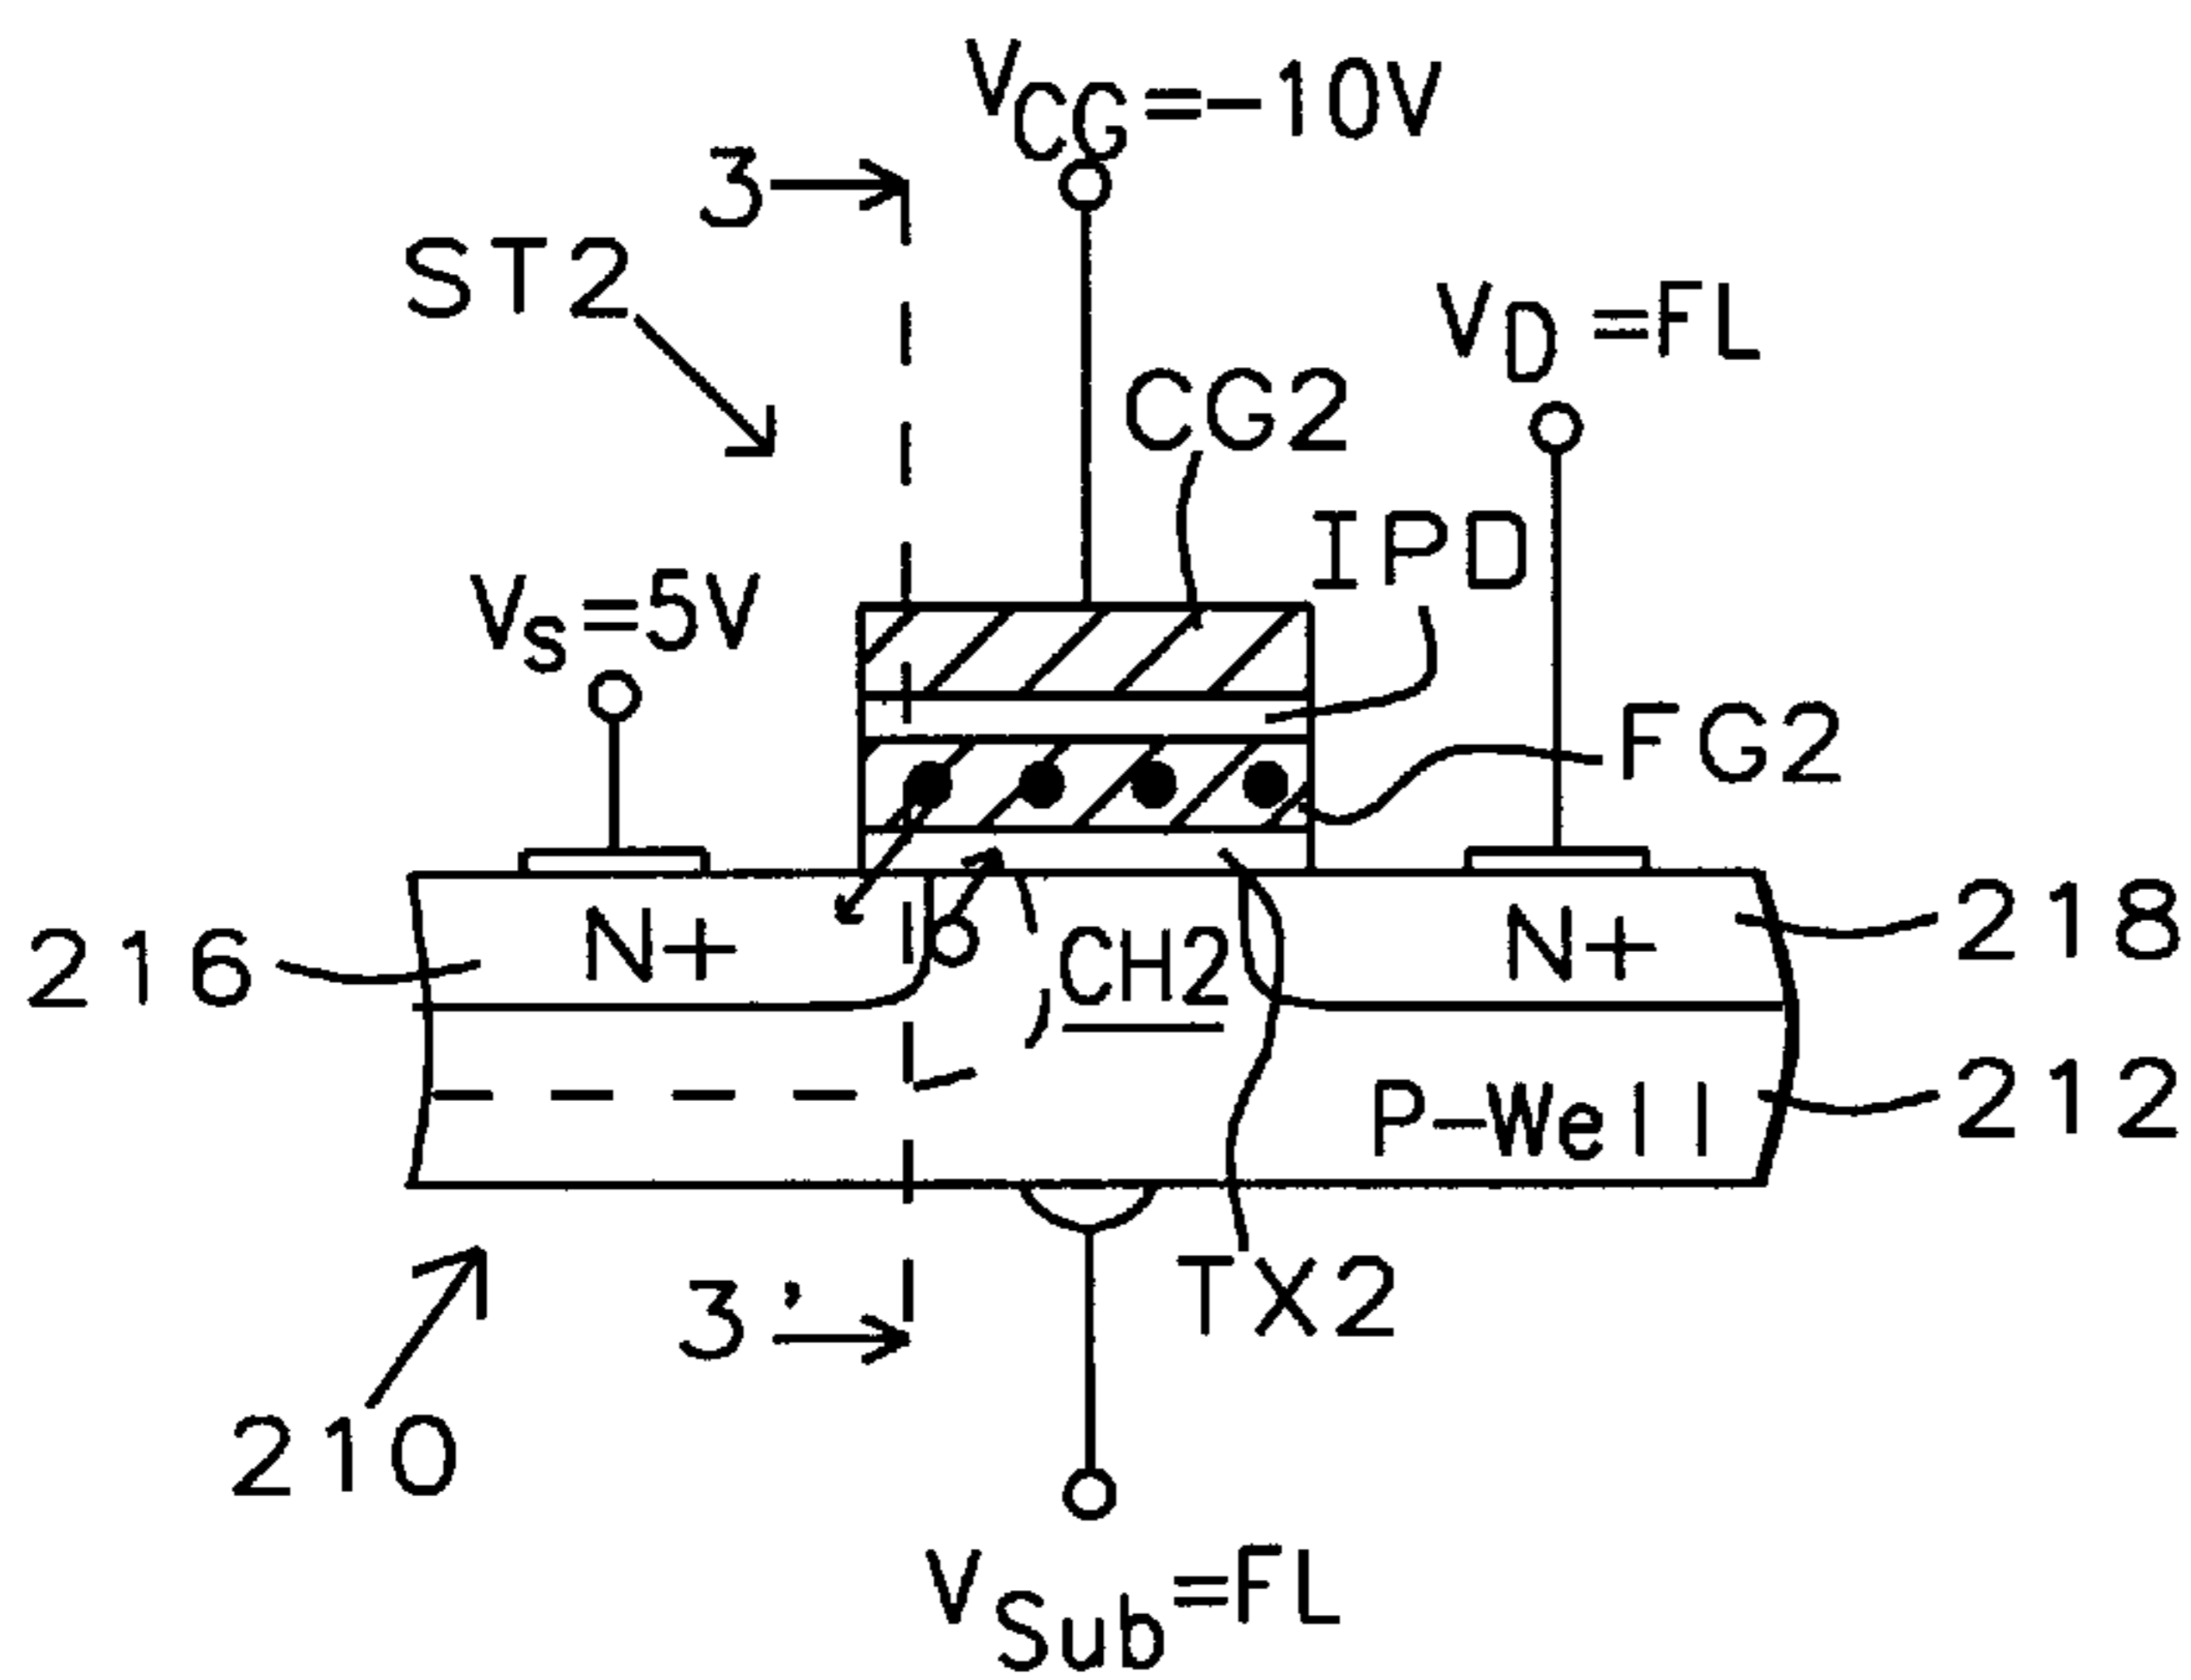 V_CG=-10V
3
ST2
V_D=FL
CG2
IPD
V_S=5V
FG2
N+
CH2
N+
218
216
P-Well
212
TX2
3'
210
V_Sub=FL